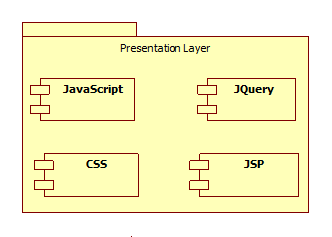 Presentation Layer
JavaScript
JQuery
CSS
JSP